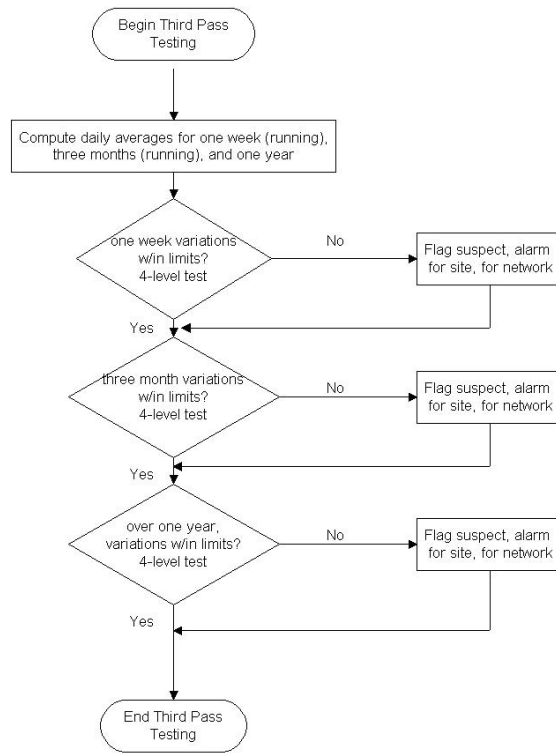 Begin Third Pass
Testing
Compute daily averages for one week (running),
three months (running), and one year
one week variations
w/in limits?
4-level test
No
Flag suspect, alarm
for site, for network
Yes
three month variations
w/in limits?
4-level test
No
Flag suspect, alarm
for site, for network
Yes
over one year,
variations w/in limits?
4-level test
No
Flag suspect, alarm
for site, for network
Yes
End Third Pass
Testing